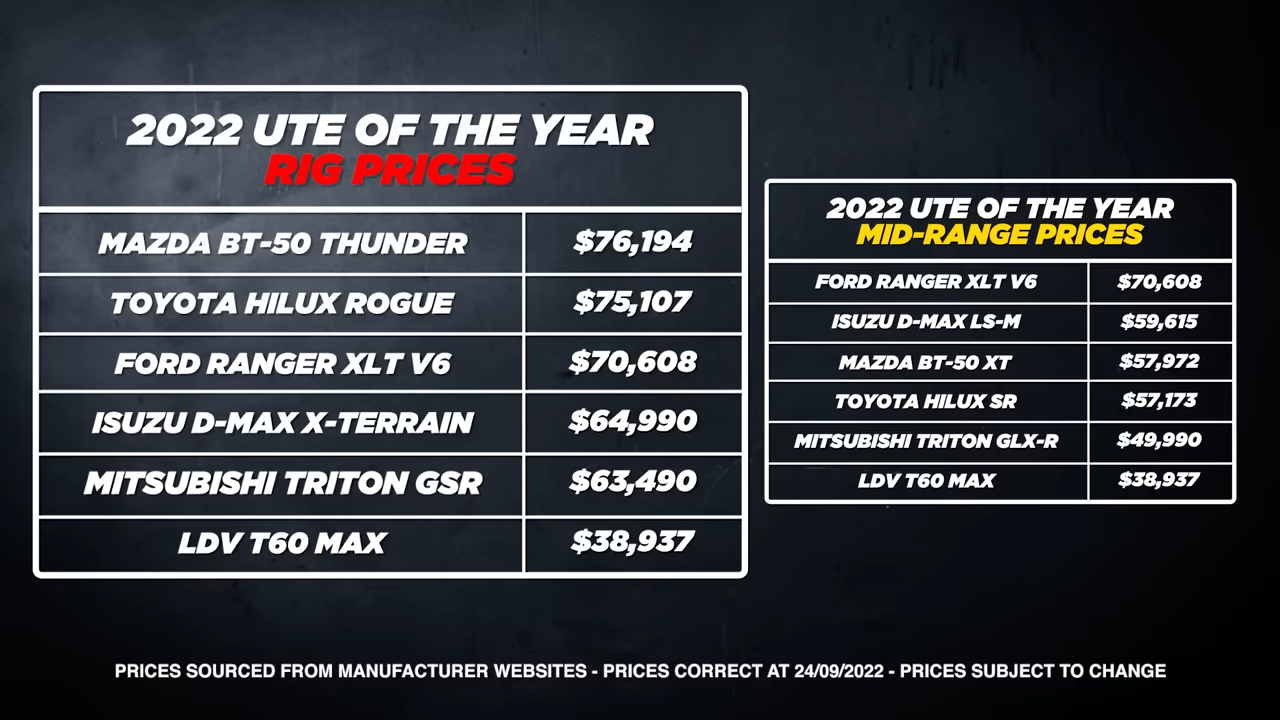 2022 UTE OF THE YEAR
RIG PRICES
MAZDA BT-50 THUNDER $76,194
TOYOTA HILUX ROGUE $75,107
FORD RANGER XLT V6 $70,608
ISUZU D-MAX X-TERRAIN $64,990
MITSUBISHI TRITON GSR $63,490
LDV T60 MAX $38,937
2022 UTE OF THE YEAR
MID-RANGE PRICES
FORD RANGER XLT V6 $70,608
ISUZU D-MAX LS-M $59,615
MAZDA BT-50 XT $57,972
TOYOTA HILUX SR $57,173
MITSUBISHI TRITON GLX-R $49,990
LDV T60 MAX $38,937
PRICES SOURCED FROM MANUFACTURER WEBSITES - PRICES CORRECT AT 24/09/2022 - PRICES SUBJECT TO CHANGE